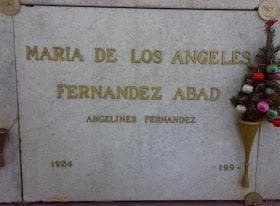 MARIA DE LOS ANGELES
FERNANDEZ ABAD
ANGELINES FERNANDEZ
1924